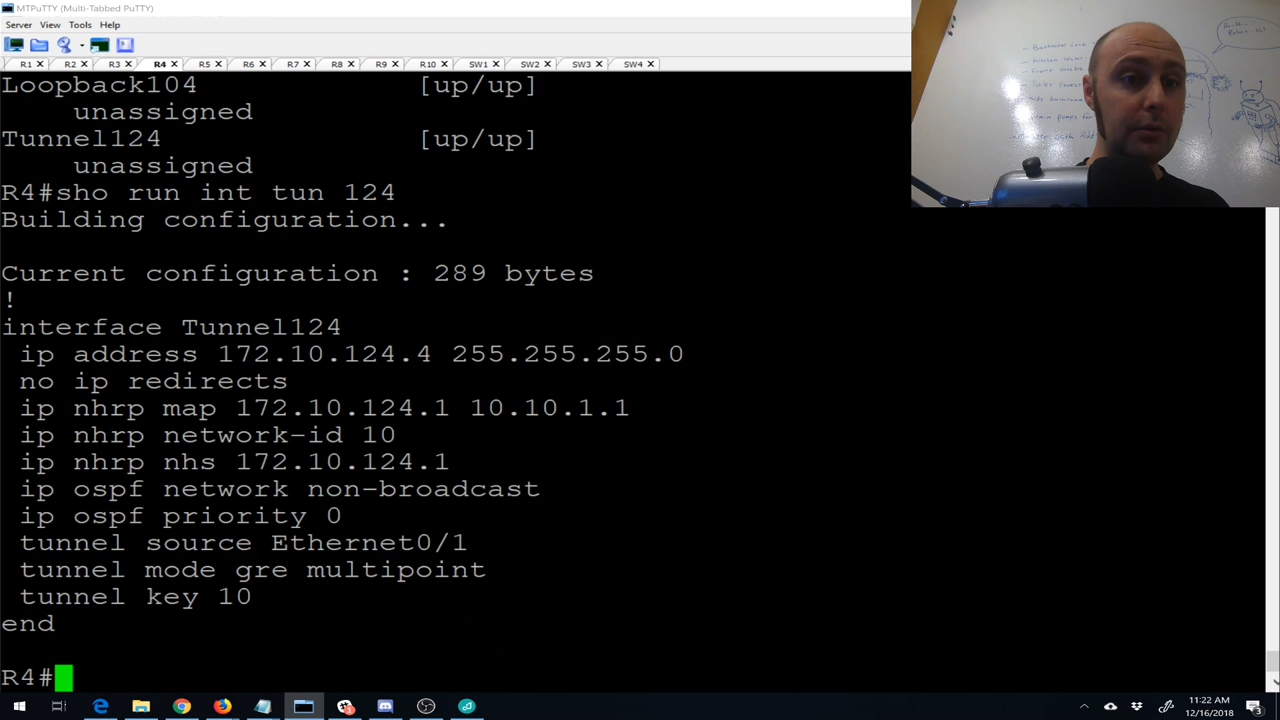 MTPuTTY (Multi-Tabbed PuTTY)
Server View Tools Help
R1 R2 R3 R4 R5 R6 R7 R8 R9 R10 SW1 SW2 SW3 SW4
Loopback104 [up/up]
unassigned
Tunnel124 [up/up]
unassigned
R4#sho run int tun 124
Building configuration...
Current configuration : 289 bytes
!
interface Tunnel124
ip address 172.10.124.4 255.255.255.0
no ip redirects
ip nhrp map 172.10.124.1 10.10.1.1
ip nhrp network-id 10
ip nhrp nhs 172.10.124.1
ip ospf network non-broadcast
ip ospf priority 0
tunnel source Ethernet0/1
tunnel mode gre multipoint
tunnel key 10
end
R4#
11:22 AM
12/16/2018
3